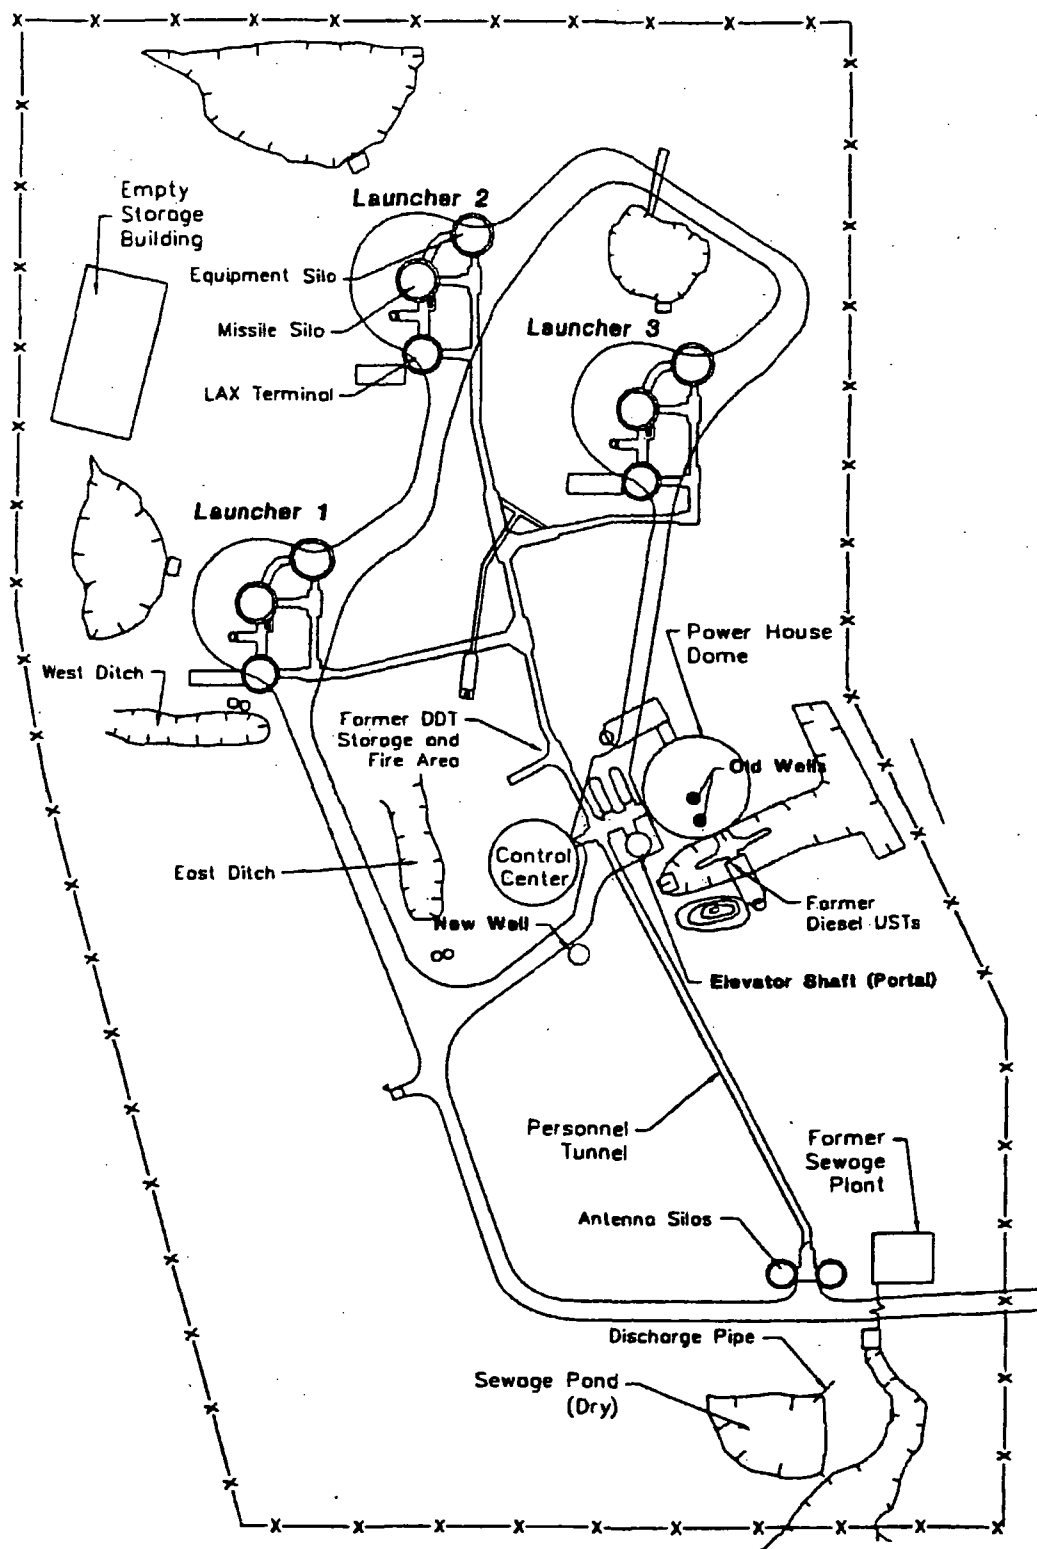 Launcher 2
Empty
Storage
Building
Equipment Silo
Missile Silo
LAX Terminal
Launcher 3
Launcher 1
West Ditch
Power House
Dome
Former DDT
Storage and
Fire Area
Old Wells
East Ditch
Control
Center
Former
Diesel USTs
New Well
Elevator Shaft (Portal)
Personnel
Tunnel
Former
Sewage
Plant
Antenna Silos
Discharge Pipe
Sewage Pond
(Dry)